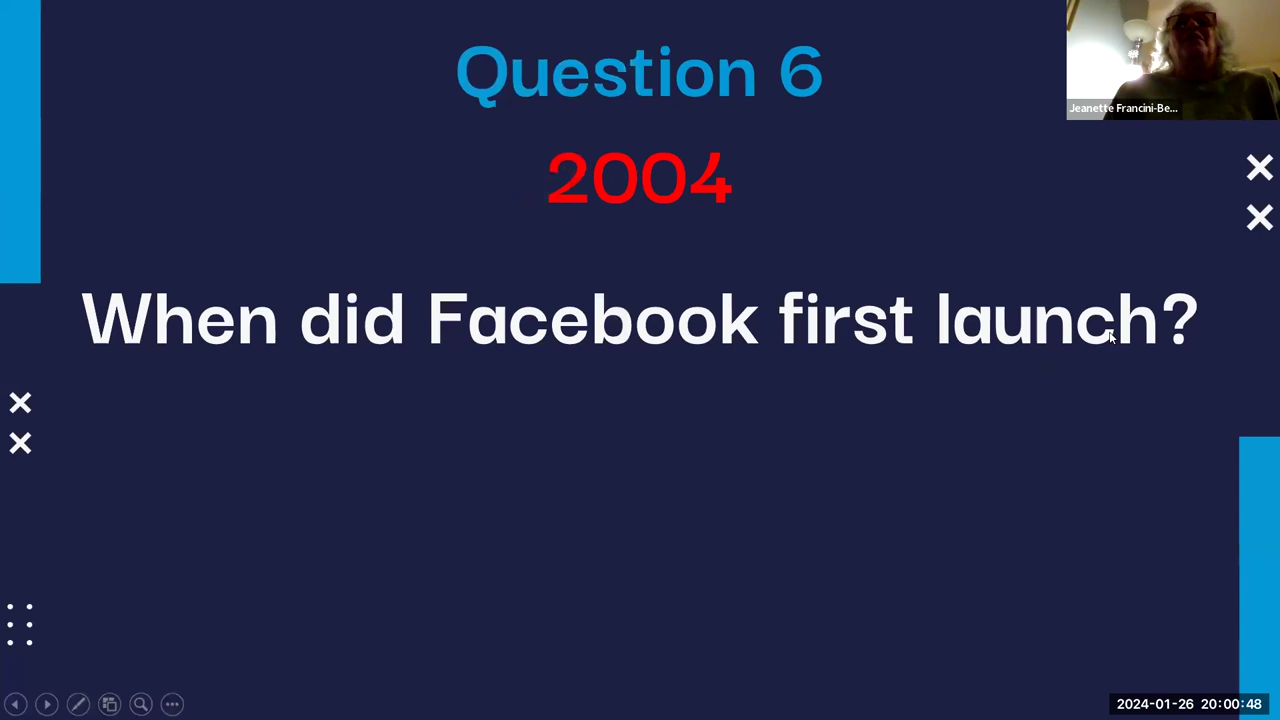 Question 6
Jeanette Francini-Be...
2004
When did Facebook first launch?
2024-01-26 20:00:48